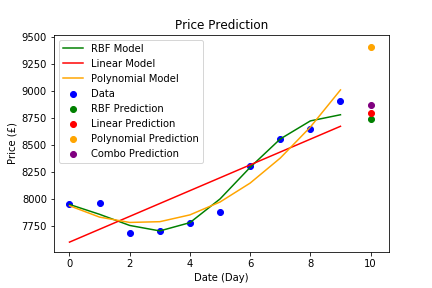 Price Prediction
9500
9250
9000
8750
8500
8250
8000
7750
Price (£)
RBF Model
Linear Model
Polynomial Model
Data
RBF Prediction
Linear Prediction
Polynomial Prediction
Combo Prediction
0 2 4 6 8 10
Date (Day)